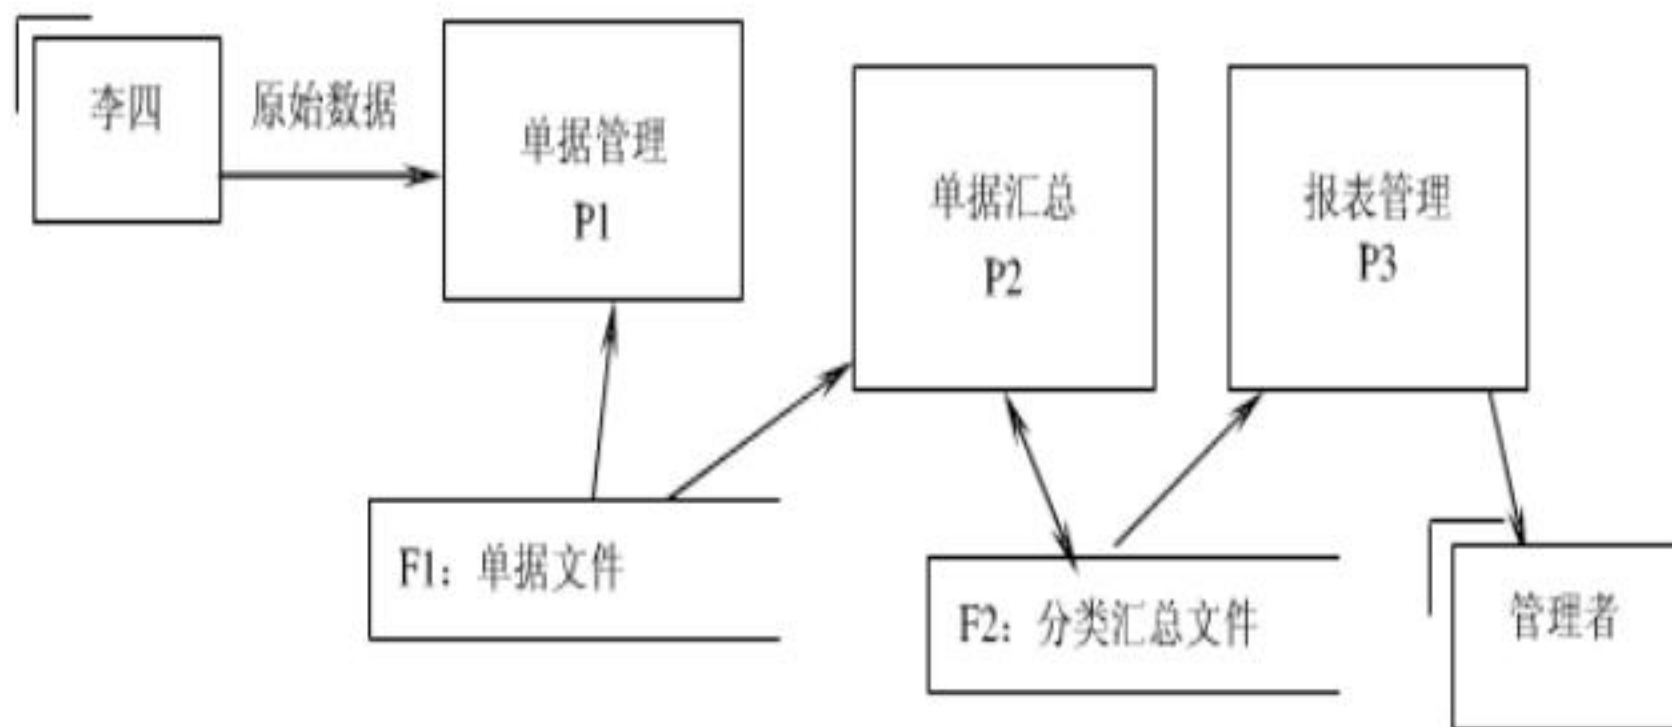 李四
原始数据
单据管理
P1
单据汇总
P2
报表管理
P3
F1：单据文件
F2：分类汇总文件
管理者